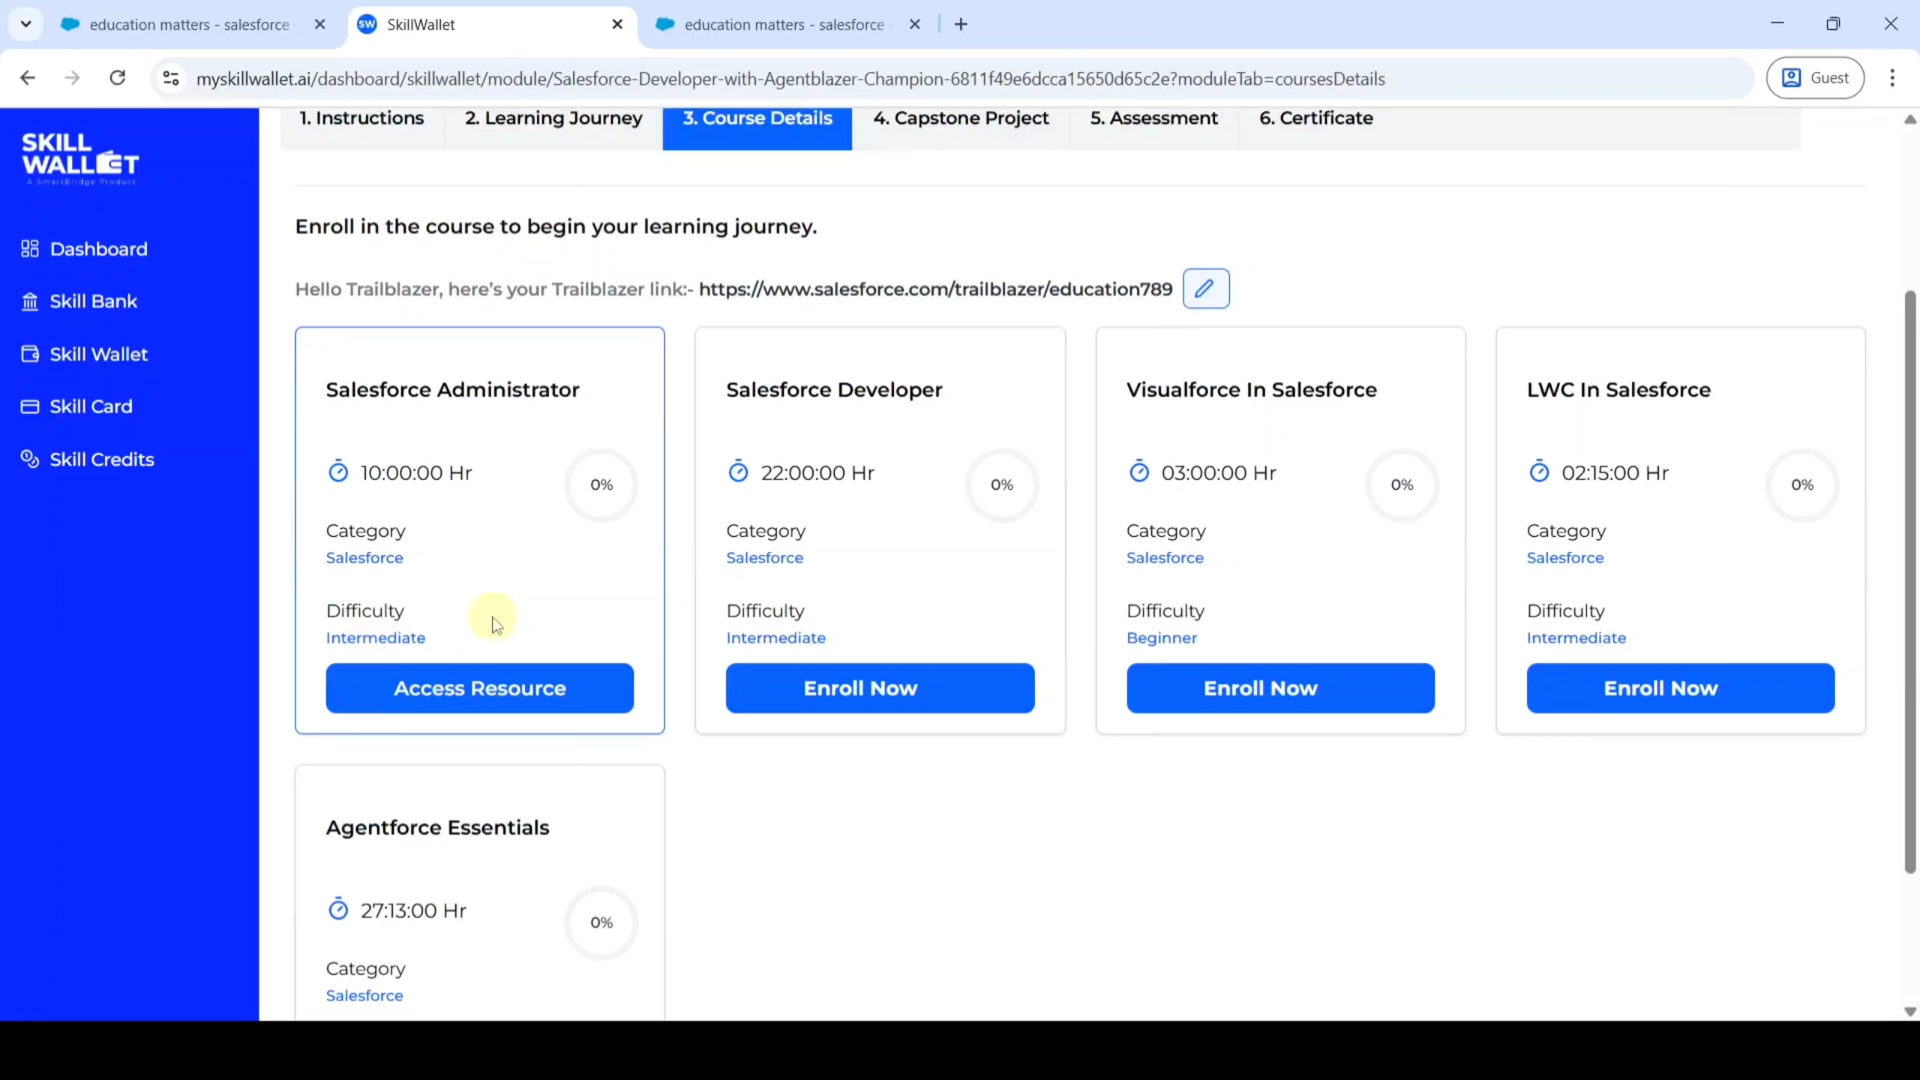 education matters - salesforce
SkillWallet
education matters - salesforce
myskillwallet.ai/dashboard/skillwallet/module/Salesforce-Developer-with-Agentblazer-Champion-6811f49e6dcca15650d65c2e?moduleTab=coursesDetails
Guest
SKILL
WALLET
A SmartBridge Product
Dashboard
Skill Bank
Skill Wallet
Skill Card
Skill Credits
1. Instructions
2. Learning Journey
3. Course Details
4. Capstone Project
5. Assessment
6. Certificate
Enroll in the course to begin your learning journey.
Hello Trailblazer, here's your Trailblazer link:- https://www.salesforce.com/trailblazer/education789
Salesforce Administrator
10:00:00 Hr
0%
Category
Salesforce
Difficulty
Intermediate
Access Resource
Salesforce Developer
22:00:00 Hr
0%
Category
Salesforce
Difficulty
Intermediate
Enroll Now
Visualforce In Salesforce
03:00:00 Hr
0%
Category
Salesforce
Difficulty
Beginner
Enroll Now
LWC In Salesforce
02:15:00 Hr
0%
Category
Salesforce
Difficulty
Intermediate
Enroll Now
Agentforce Essentials
27:13:00 Hr
0%
Category
Salesforce